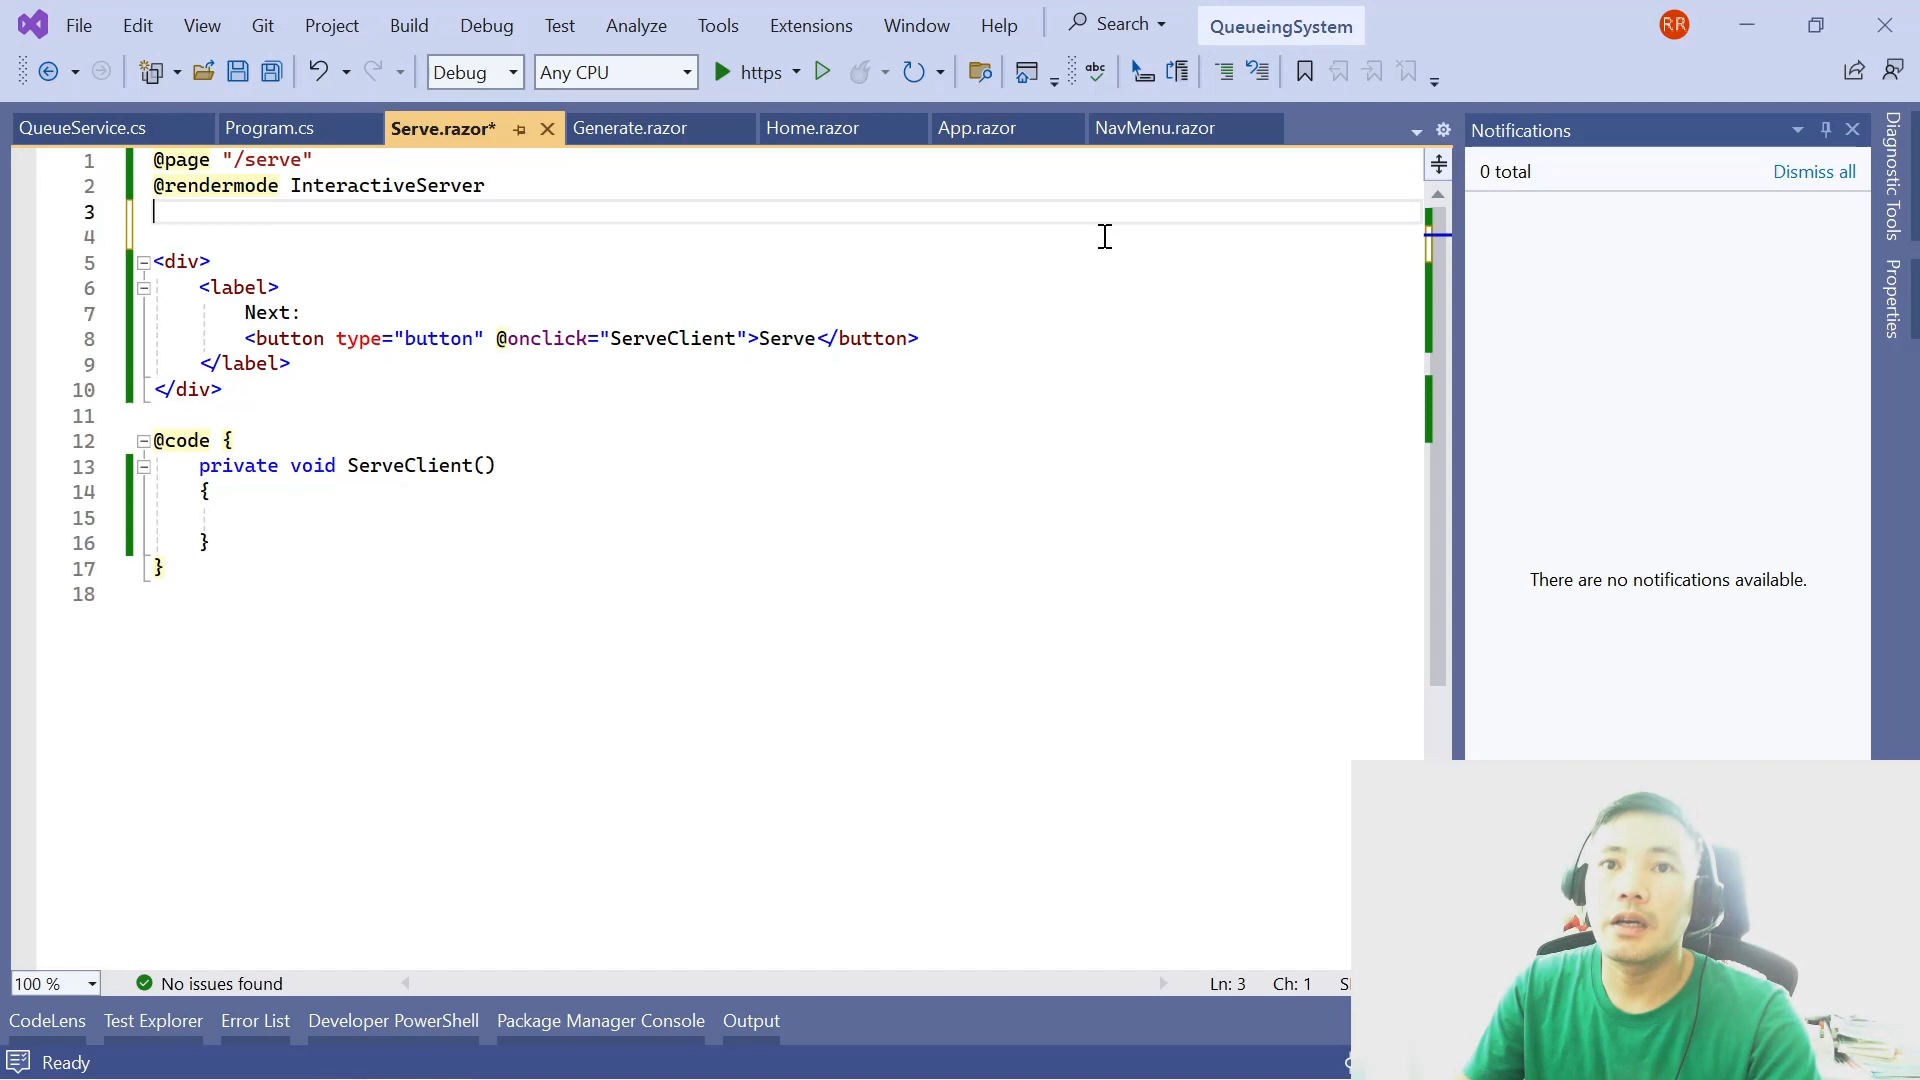 File Edit View Git Project Build Debug Test Analyze Tools Extensions Window Help Search QueueingSystem RR
Debug Any CPU https abc
QueueService.cs Program.cs Serve.razor* Generate.razor Home.razor App.razor NavMenu.razor
Notifications
0 total Dismiss all
There are no notifications available.
Diagnostic Tools
Properties
1 @page "/serve"
2 @rendermode InteractiveServer
3
4
5 <div>
6 <label>
7 Next:
8 <button type="button" @onclick="ServeClient">Serve</button>
9 </label>
10 </div>
11
12 @code {
13 private void ServeClient()
14 {
15
16 }
17 }
18
100 % No issues found Ln: 3 Ch: 1
CodeLens Test Explorer Error List Developer PowerShell Package Manager Console Output
Ready